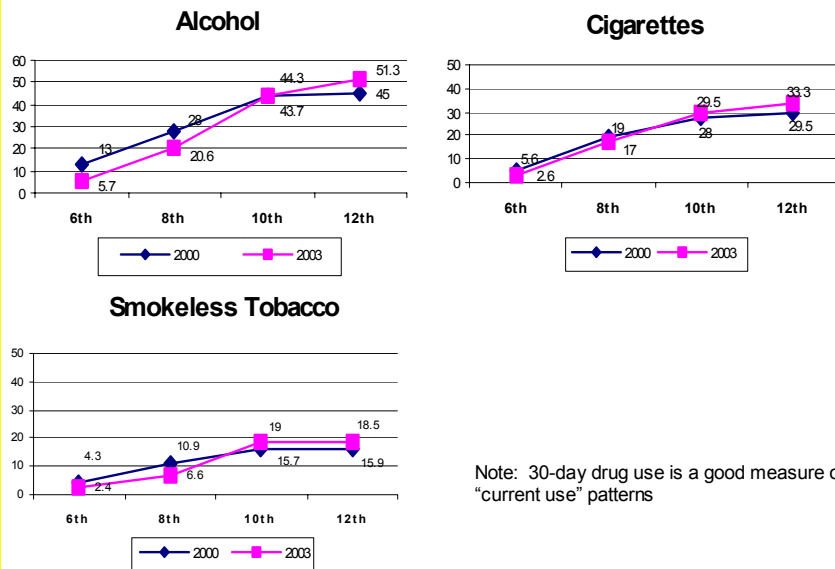 Alcohol
60
50
40
30
20
10
0
13
28
44.3
51.3
45
43.7
20.6
5.7
6th
8th
10th
12th
2000
2003
Cigarettes
50
40
30
20
10
0
5.6
19
29.5
33.3
29.5
28
17
2.6
6th
8th
10th
12th
2000
2003
Smokeless Tobacco
50
40
30
20
10
0
4.3
10.9
19
18.5
15.9
15.7
6.6
2.4
6th
8th
10th
12th
2000
2003
Note: 30-day drug use is a good measure
"current use" patterns